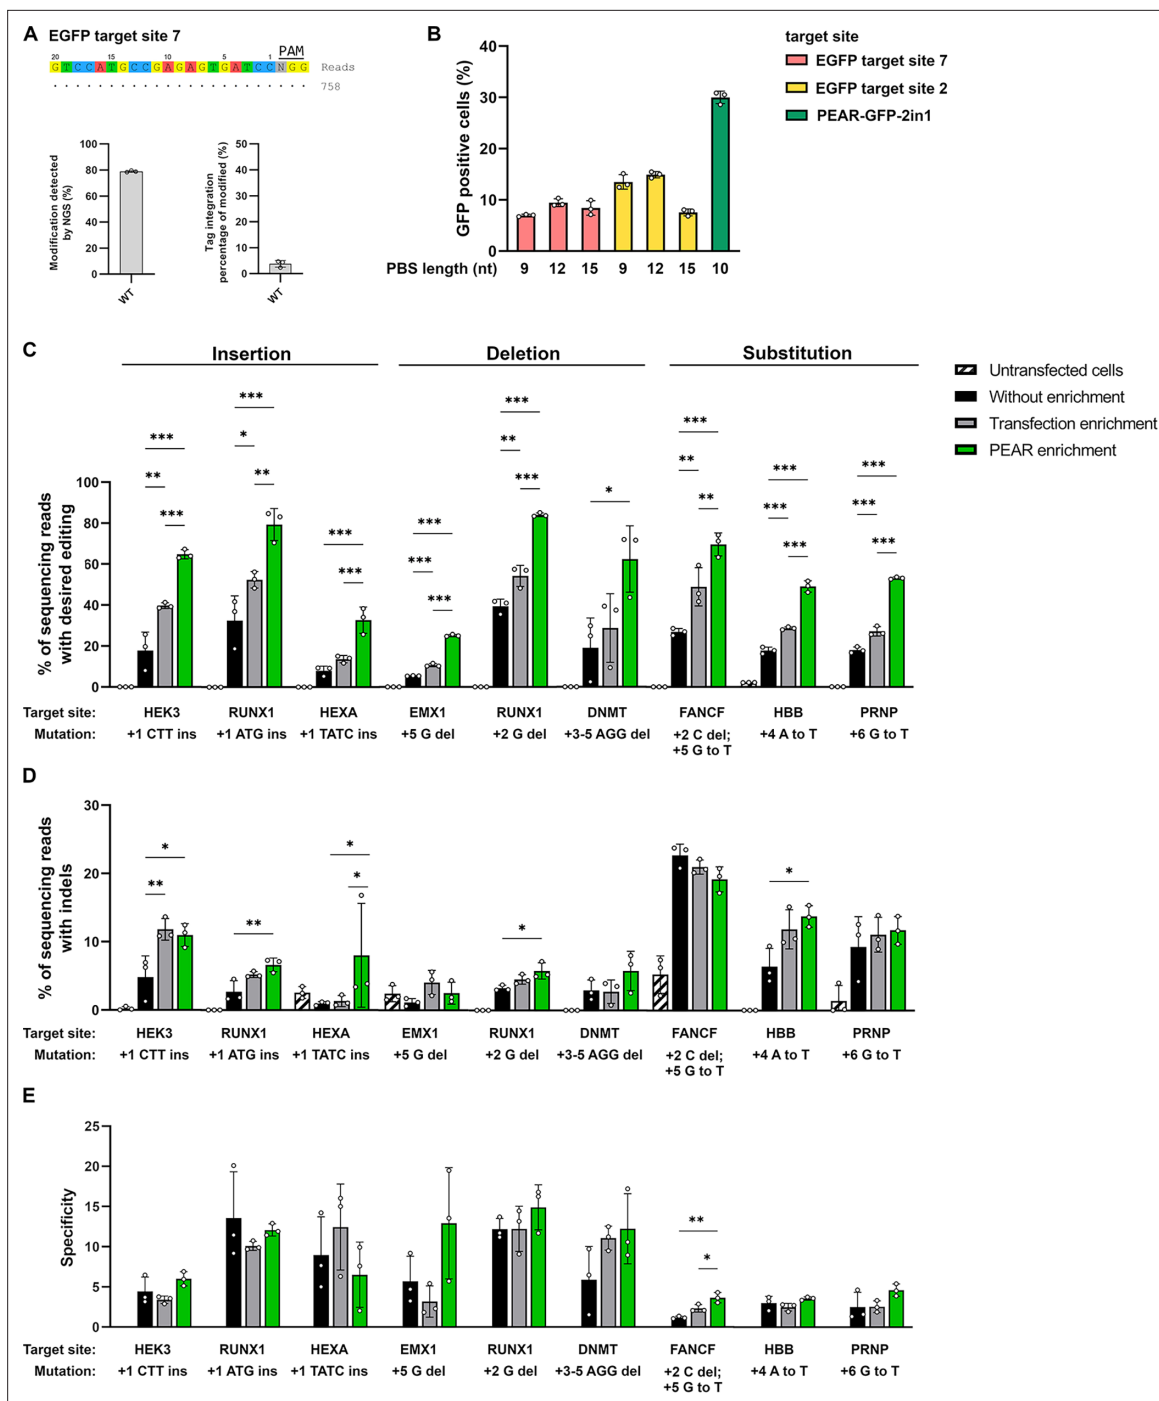 A
EGFP target site 7
PAM
20 15 10 5 1
GTCCATGCCGAGAGTGATCCNGG Reads
758
Modification detected
by NGS (%)
100
80
60
40
20
0
WT
Tag integration
percentage of modified (%)
50
40
30
20
10
0
WT
B
GFP positive cells (%)
40
30
20
10
0
PBS length (nt) 9 12 15 9 12 15 10
target site
EGFP target site 7
EGFP target site 2
PEAR-GFP-2in1
C
Insertion Deletion Substitution
Untransfected cells
Without enrichment
Transfection enrichment
PEAR enrichment
% of sequencing reads
with desired editing
100
80
60
40
20
0
*** ** ***
*** * **
*** ***
*** *** ***
*** ** ***
*
*** ** **
*** *** ***
*** *** ***
Target site: HEK3 RUNX1 HEXA EMX1 RUNX1 DNMT FANCF HBB PRNP
Mutation: +1 CTT ins +1 ATG ins +1 TATC ins +5 G del +2 G del +3-5 AGG del +2 C del; +4 A to T +6 G to T
+5 G to T
D
% of sequencing reads
with indels
30
20
10
0
* **
**
* *
*
*
Target site: HEK3 RUNX1 HEXA EMX1 RUNX1 DNMT FANCF HBB PRNP
Mutation: +1 CTT ins +1 ATG ins +1 TATC ins +5 G del +2 G del +3-5 AGG del +2 C del; +4 A to T +6 G to T
+5 G to T
E
Specificity
25
20
15
10
5
0
** *
Target site: HEK3 RUNX1 HEXA EMX1 RUNX1 DNMT FANCF HBB PRNP
Mutation: +1 CTT ins +1 ATG ins +1 TATC ins +5 G del +2 G del +3-5 AGG del +2 C del; +4 A to T +6 G to T
+5 G to T